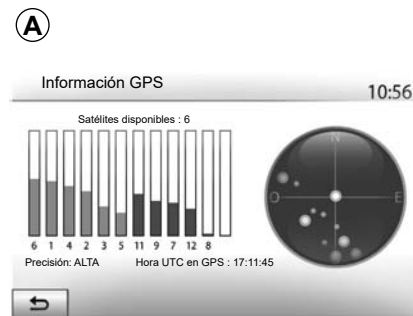 A
Información GPS
10:56
Satélites disponibles : 6
N
O E
6 1 4 2 3 5 11 9 7 12 8
Precisión: ALTA Hora UTC en GPS : 17:11:45